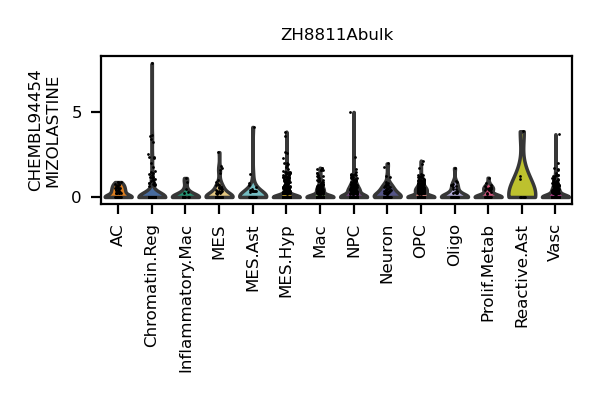 ZH8811Abulk
CHEMBL94454
MIZOLASTINE
5
0
AC
Chromatin.Reg
Inflammatory.Mac
MES
MES.Ast
MES.Hyp
Mac
NPC
Neuron
OPC
Oligo
Prolif.Metab
Reactive.Ast
Vasc